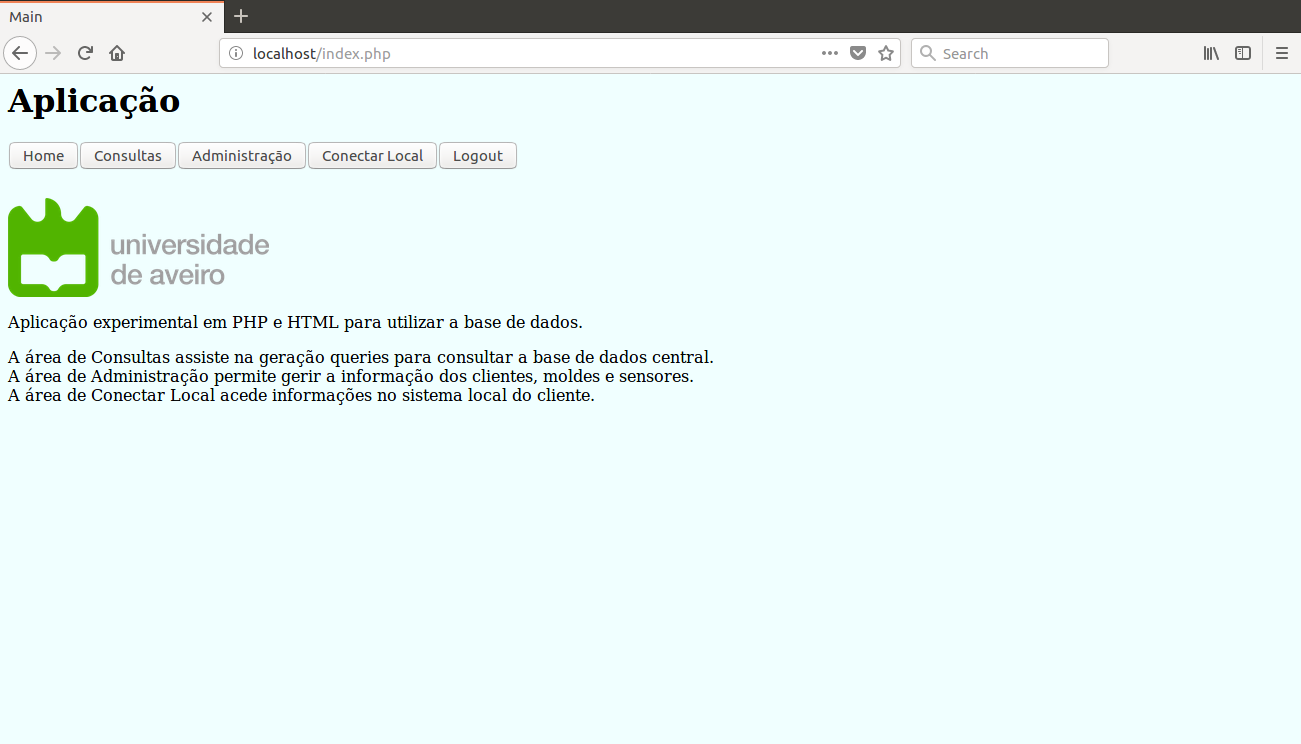 Main
localhost/index.php
Search
Aplicação
Home Consultas Administração Conectar Local Logout
universidade
de aveiro
Aplicação experimental em PHP e HTML para utilizar a base de dados.
A área de Consultas assiste na geração queries para consultar a base de dados central.
A área de Administração permite gerir a informação dos clientes, moldes e sensores.
A área de Conectar Local acede informações no sistema local do cliente.